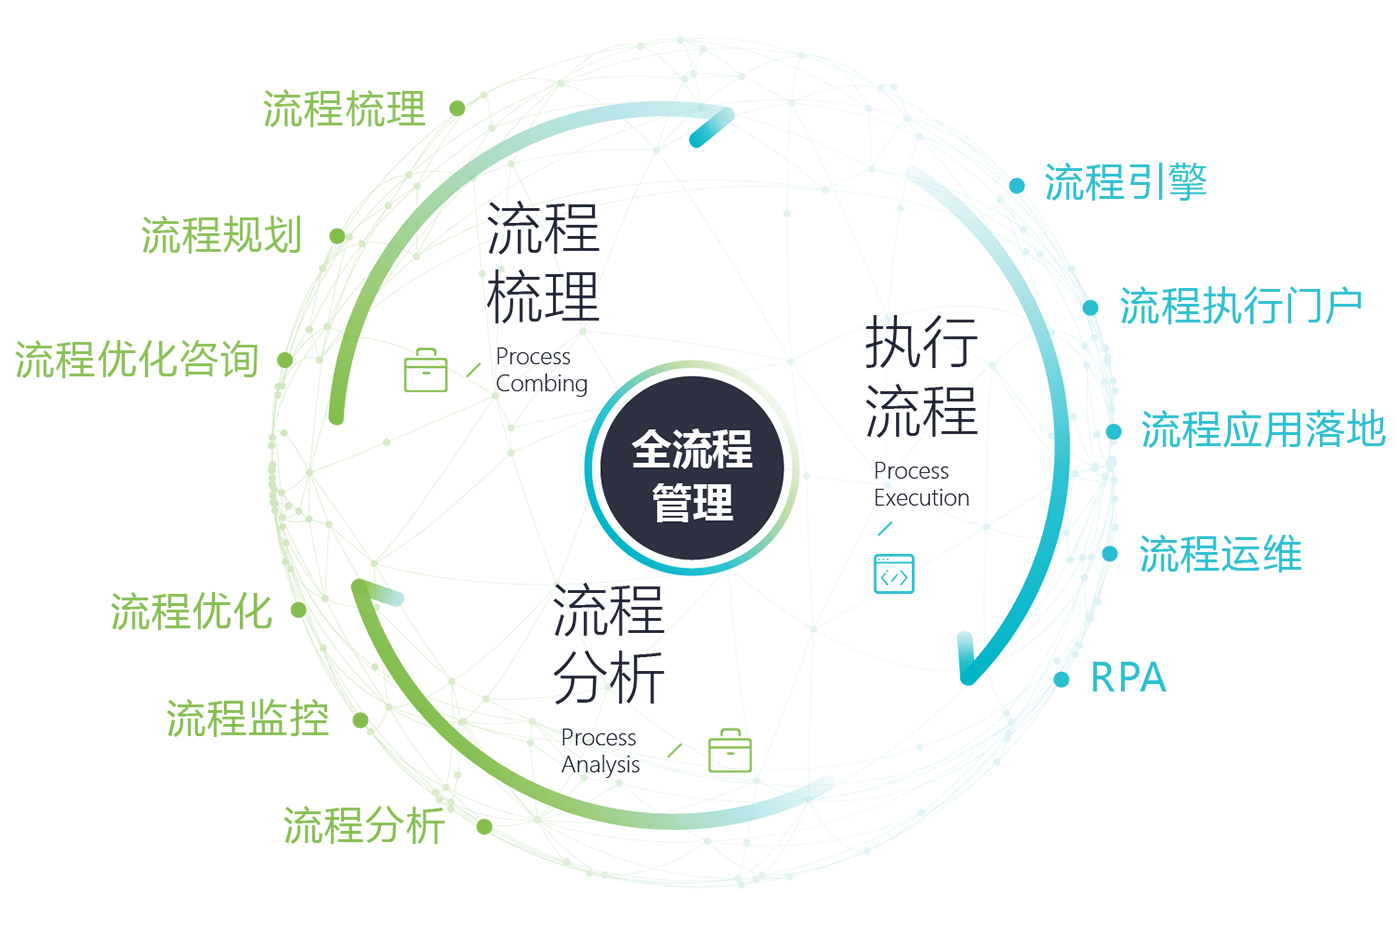 流程梳理
流程规划
流程优化咨询
流程
梳理
Process
Combing
流程引擎
流程执行门户
流程应用落地
流程运维
RPA
执行
流程
Process
Execution
全流程
管理
流程
分析
Process
Analysis
流程优化
流程监控
流程分析